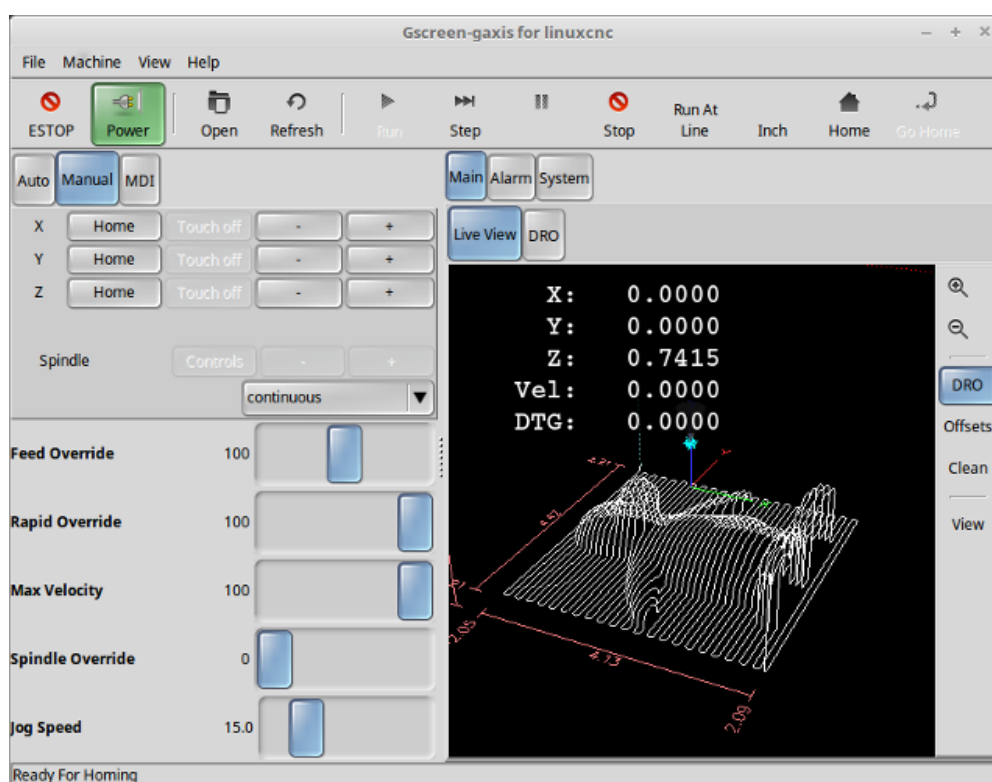 Gscreen-gaxis for linuxcnc
File Machine View Help
ESTOP Power Open Refresh Run Step Stop Run At Line Inch Home Go Home
Auto Manual MDI
Main Alarm System
Live View DRO
X Home Touch off - +
Y Home Touch off - +
Z Home Touch off - +
Spindle Controls - +
continuous
Feed Override 100
Rapid Override 100
Max Velocity 100
Spindle Override 0
Jog Speed 15.0
X: 0.0000
Y: 0.0000
Z: 0.7415
Vel: 0.0000
DTG: 0.0000
2.05
4.13
2.09
DRO
Offsets
Clean
View
Ready For Homing